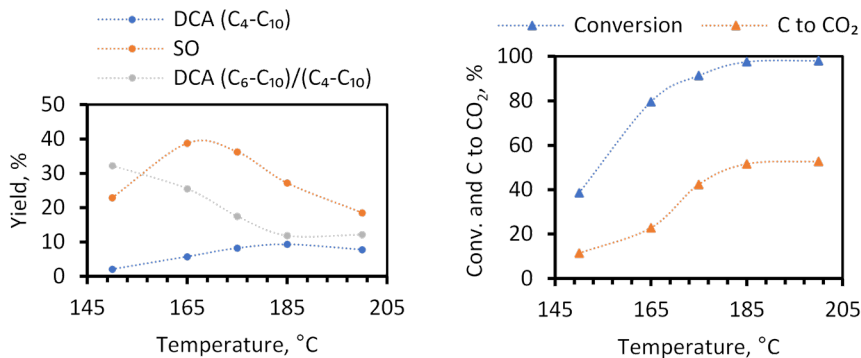 DCA (C₄-C₁₀)
SO
DCA (C₆-C₁₀)/(C₄-C₁₀)
Yield, %
50
40
30
20
10
0
145
165
185
205
Temperature, °C
Conversion
C to CO₂
Conv. and C to CO₂, %
100
80
60
40
20
0
145
165
185
205
Temperature, °C